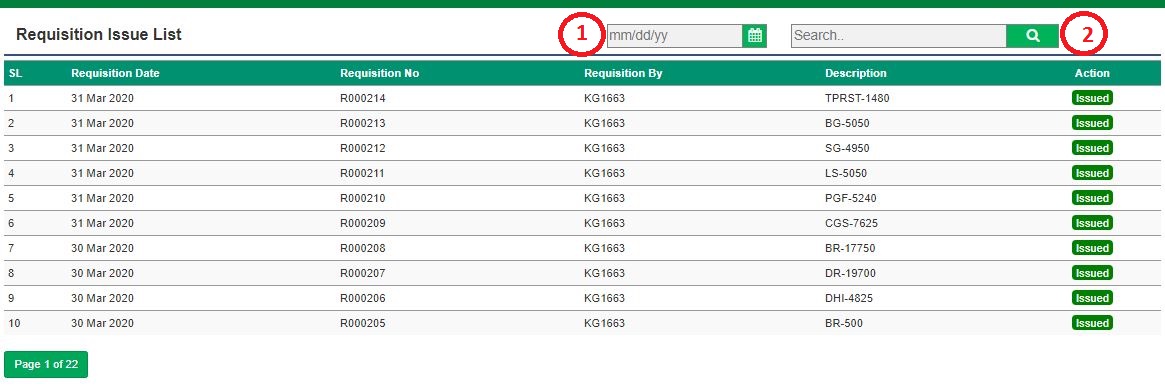 Requisition Issue List 1 mm/dd/yy Search.. 2
SL Requisition Date Requisition No Requisition By Description Action
1 31 Mar 2020 R000214 KG1663 TPRST-1480 Issued
2 31 Mar 2020 R000213 KG1663 BG-5050 Issued
3 31 Mar 2020 R000212 KG1663 SG-4950 Issued
4 31 Mar 2020 R000211 KG1663 LS-5050 Issued
5 31 Mar 2020 R000210 KG1663 PGF-5240 Issued
6 31 Mar 2020 R000209 KG1663 CGS-7625 Issued
7 30 Mar 2020 R000208 KG1663 BR-17750 Issued
8 30 Mar 2020 R000207 KG1663 DR-19700 Issued
9 30 Mar 2020 R000206 KG1663 DHI-4825 Issued
10 30 Mar 2020 R000205 KG1663 BR-500 Issued
Page 1 of 22